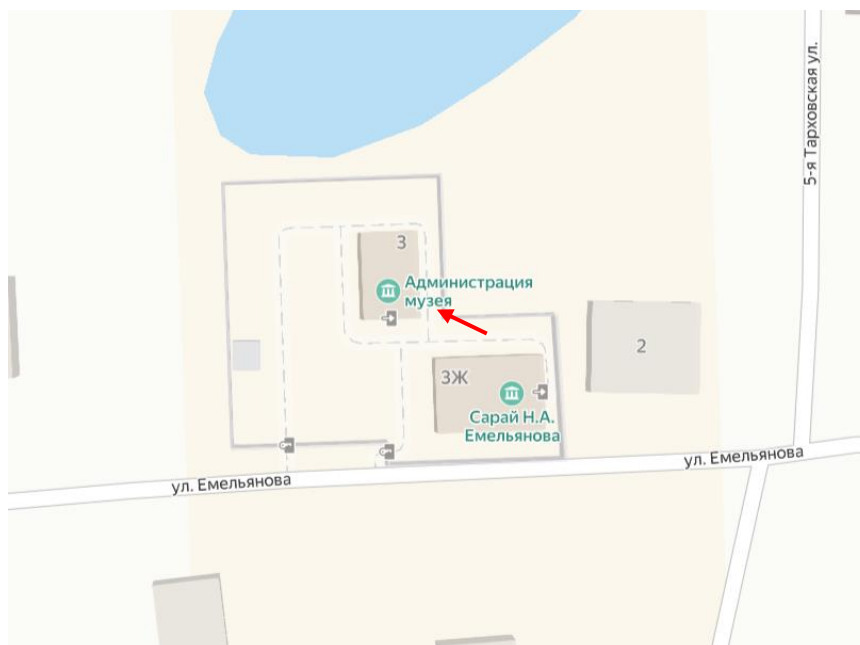 5-я Тарховская ул.
3
Администрация
музея
2
3Ж
Сарай Н.А.
Емельянова
ул. Емельянова
ул. Емельянова